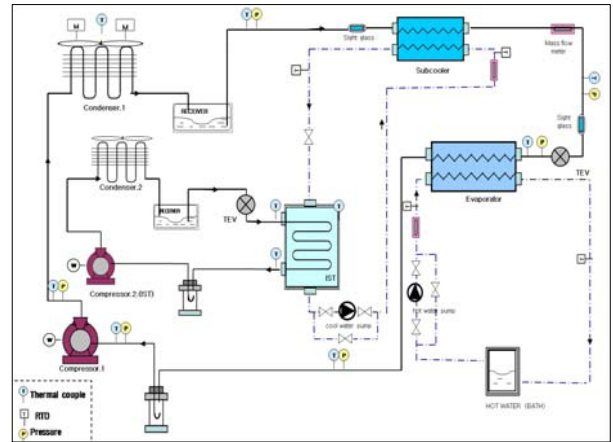 M
T
M
T
P
Sight glass
Mass flow
meter
Subcooler
T
T
Condenser.1
RECEIVER
T
P
Sight
glass
T
P
Evaporator
TEV
Condenser.2
RECEIVER
TEV
T
T
T
T
IST
W
Compressor.2 (IST)
T
T
P
hot water pump
cool water pump
W
T
P
Compressor.1
T
P
HOT WATER (BATH)
T
Thermal couple
T
RTD
P
Pressure